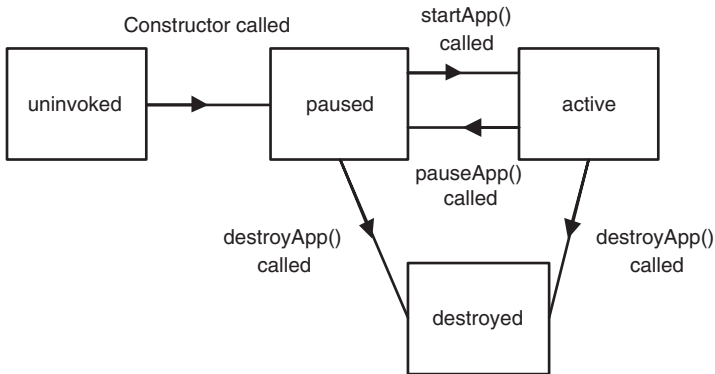 Constructor called
startApp()
called
uninvoked
paused
active
pauseApp()
called
destroyApp()
called
destroyApp()
called
destroyed